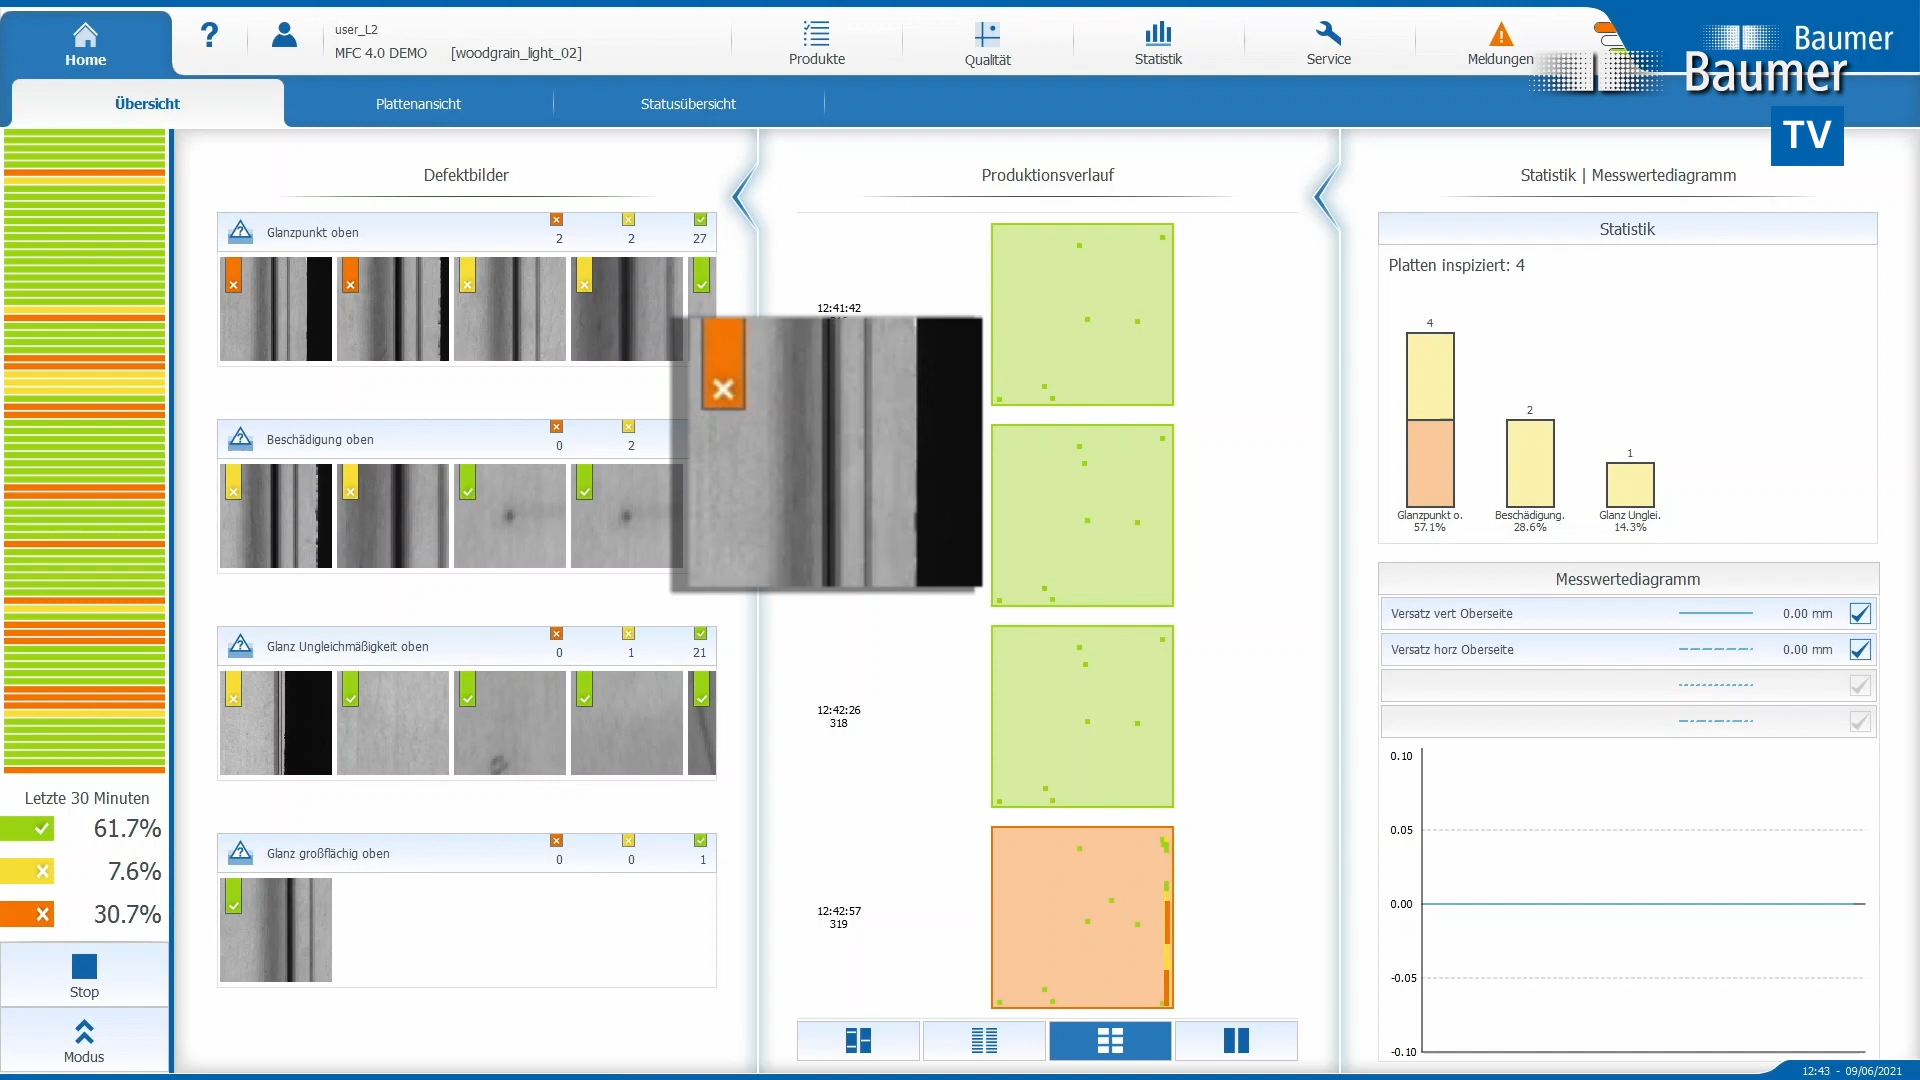 Home
?
user_L2
MFC 4.0 DEMO [woodgrain_light_02]
Produkte
Qualität
Statistik
Service
Meldungen
Baumer
Baumer
TV
Übersicht
Plattenansicht
Statusübersicht
Defektbilder
Produktionsverlauf
Statistik | Messwertediagramm
Glanzpunkt oben
2 2 27
Beschädigung oben
0 2
Glanz Ungleichmäßigkeit oben
0 1 21
Glanz großflächig oben
0 0 1
12:41:42
12:42:26
318
12:42:57
319
Statistik
Platten inspiziert: 4
4
2
1
Glanzpunkt o.
57.1%
Beschädigung.
28.6%
Glanz Unglei.
14.3%
Messwertediagramm
Versatz vert Oberseite 0.00 mm
Versatz horz Oberseite 0.00 mm
0.10
0.05
0.00
-0.05
-0.10
Letzte 30 Minuten
61.7%
7.6%
30.7%
Stop
Modus
12:43 - 09/06/2021